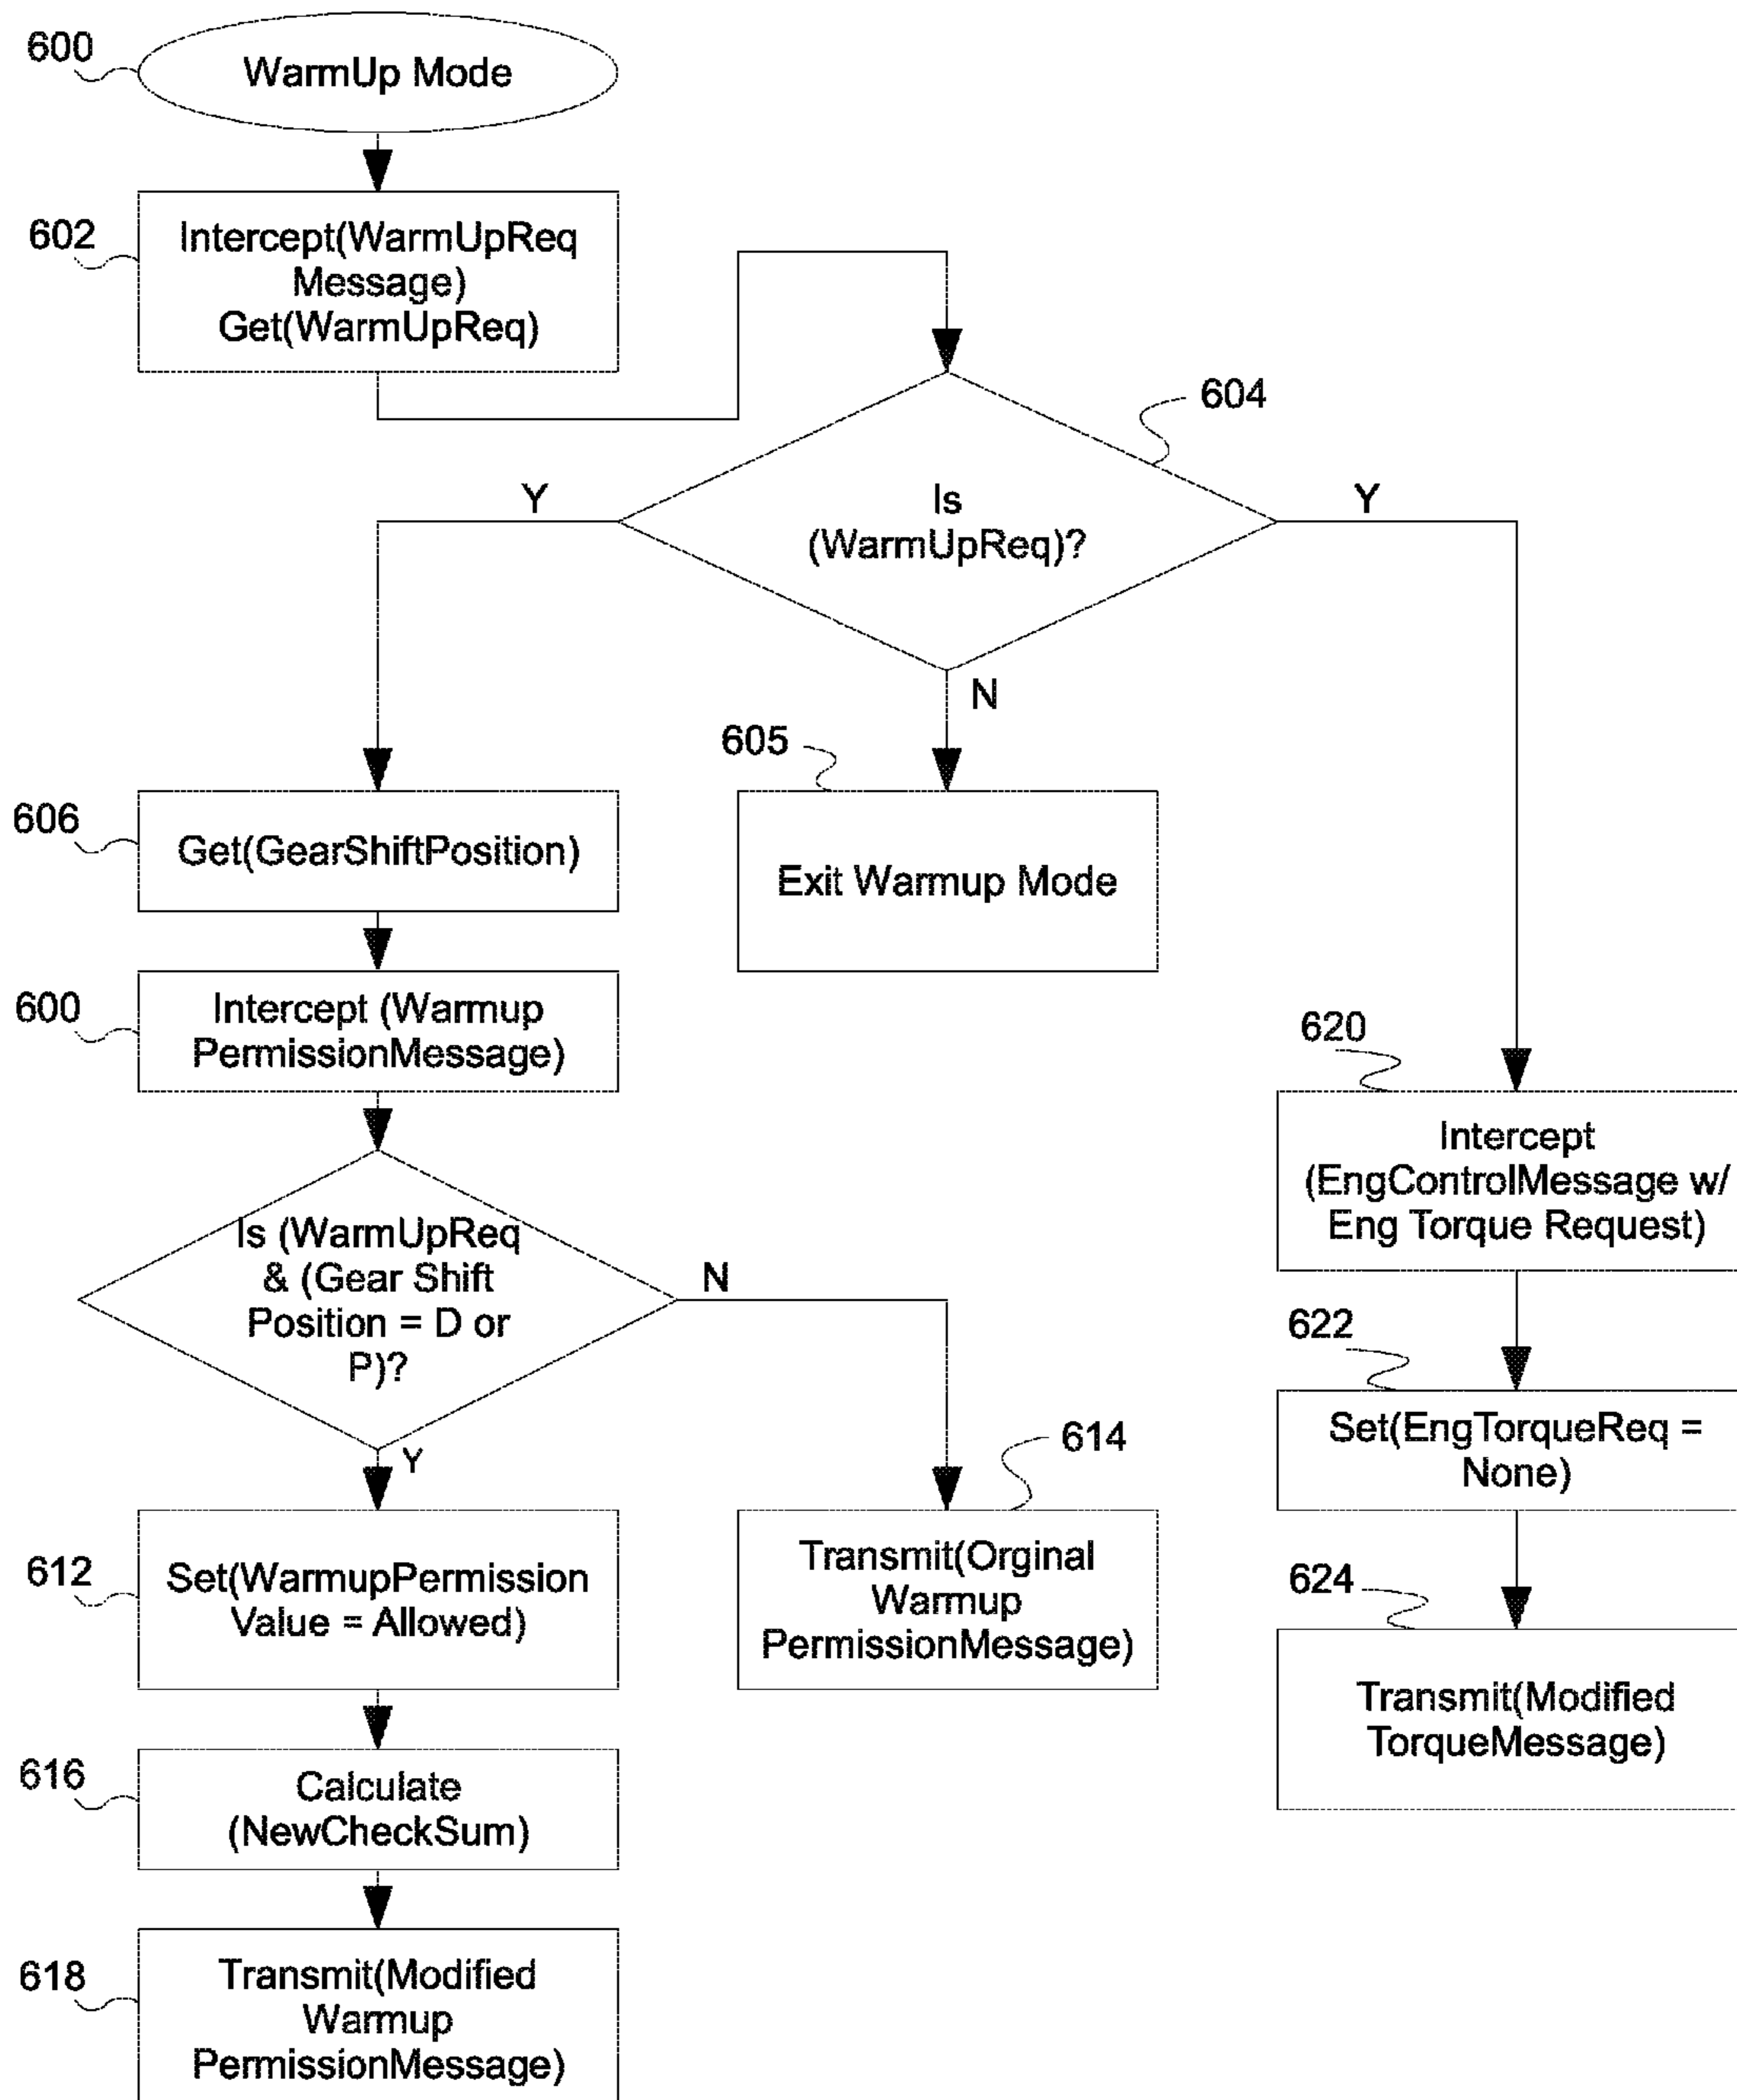 600
WarmUp Mode
602
Intercept(WarmUpReq
Message)
Get(WarmUpReq)
604
Is
(WarmUpReq)?
Y
Y
N
605
Exit Warmup Mode
606
Get(GearShiftPosition)
600
Intercept (Warmup
PermissionMessage)
Is (WarmUpReq
& (Gear Shift
Position = D or
P)?
N
Y
612
Set(WarmupPermission
Value = Allowed)
614
Transmit(Orginal
Warmup
PermissionMessage)
616
Calculate
(NewCheckSum)
618
Transmit(Modified
Warmup
PermissionMessage)
620
Intercept
(EngControlMessage w/
Eng Torque Request)
622
Set(EngTorqueReq =
None)
624
Transmit(Modified
TorqueMessage)